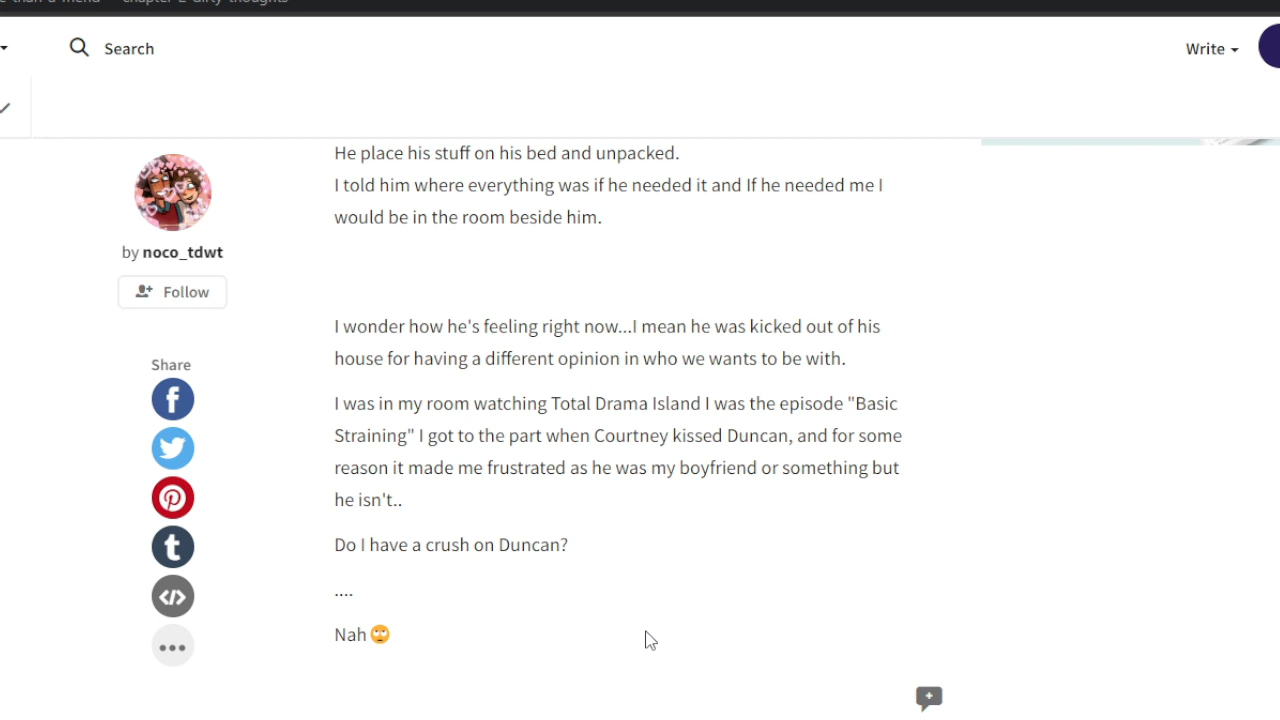 Search
Write
He place his stuff on his bed and unpacked.
I told him where everything was if he needed it and If he needed me I
would be in the room beside him.
by noco_tdwt
Follow
I wonder how he's feeling right now...I mean he was kicked out of his
house for having a different opinion in who we wants to be with.
Share
I was in my room watching Total Drama Island I was the episode "Basic
Straining" I got to the part when Courtney kissed Duncan, and for some
reason it made me frustrated as he was my boyfriend or something but
he isn't..
Do I have a crush on Duncan?
....
Nah 🙄